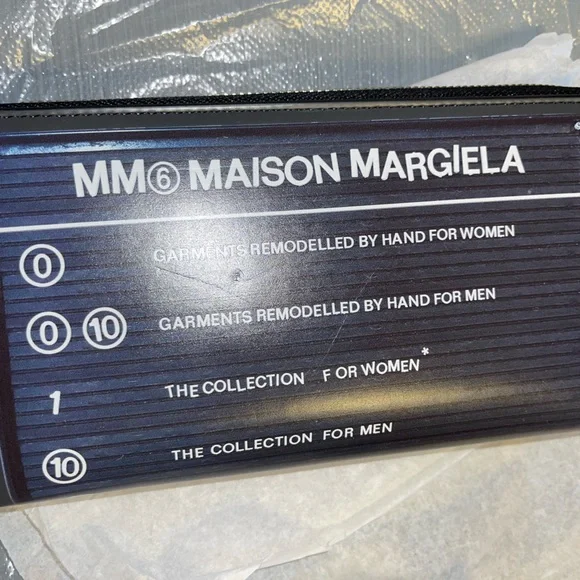 MM⑥ MAISON MARGIELA
⓪ GARMENTS REMODELLED BY HAND FOR WOMEN
⓪ ⑩ GARMENTS REMODELLED BY HAND FOR MEN
1 THE COLLECTION FOR WOMEN*
⑩ THE COLLECTION FOR MEN